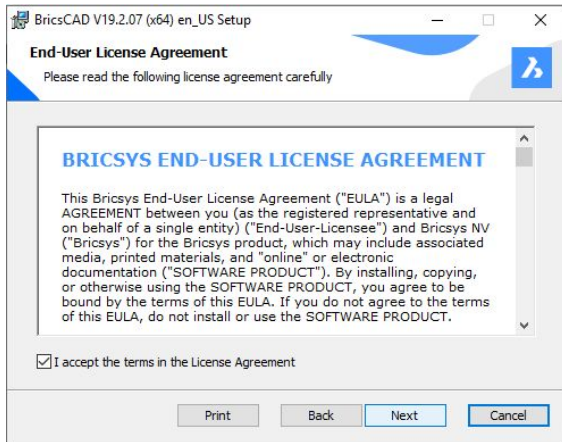 BricsCAD V19.2.07 (x64) en_US Setup
End-User License Agreement
Please read the following license agreement carefully
BRICSYS END-USER LICENSE AGREEMENT
This Bricsys End-User License Agreement ("EULA") is a legal
AGREEMENT between you (as the registered representative and
on behalf of a single entity) ("End-User-Licensee") and Bricsys NV
("Bricsys") for the Bricsys product, which may include associated
media, printed materials, and "online" or electronic
documentation ("SOFTWARE PRODUCT"). By installing, copying,
or otherwise using the SOFTWARE PRODUCT, you agree to be
bound by the terms of this EULA. If you do not agree to the terms
of this EULA, do not install or use the SOFTWARE PRODUCT.
I accept the terms in the License Agreement
Print Back Next Cancel